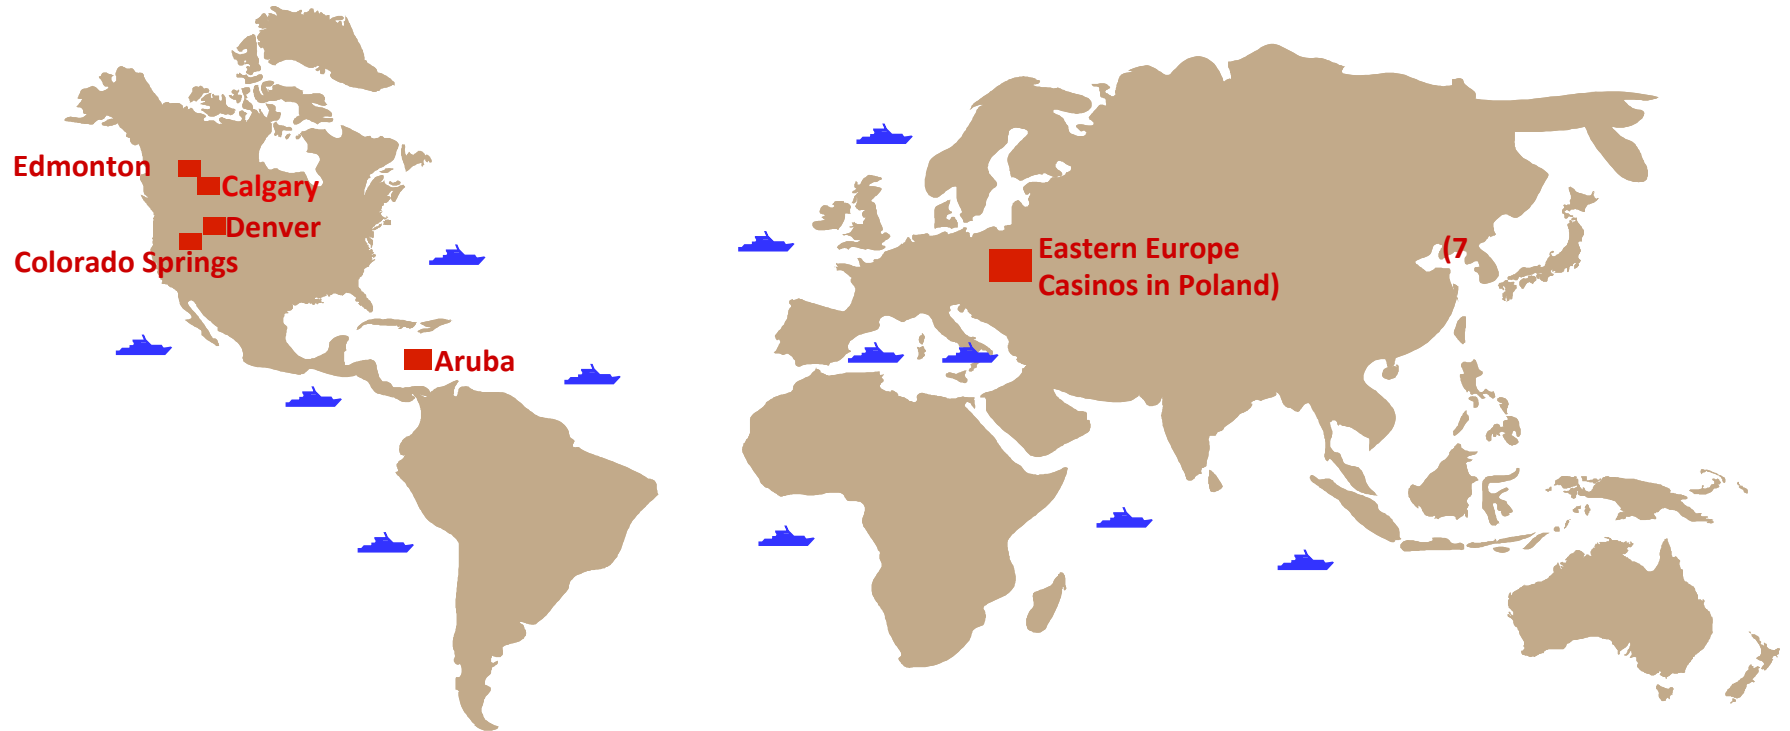 Edmonton
Calgary
Denver
Colorado Springs
Eastern Europe (7
Casinos in Poland)
Aruba